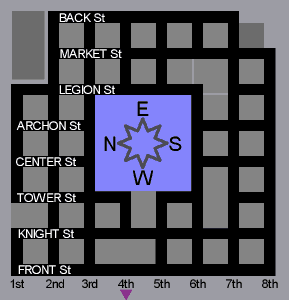 BACK St
MARKET St
LEGION St
E
ARCHON St
N S
CENTER St
W
TOWER St
KNIGHT St
FRONT St
1st 2nd 3rd 4th 5th 6th 7th 8th